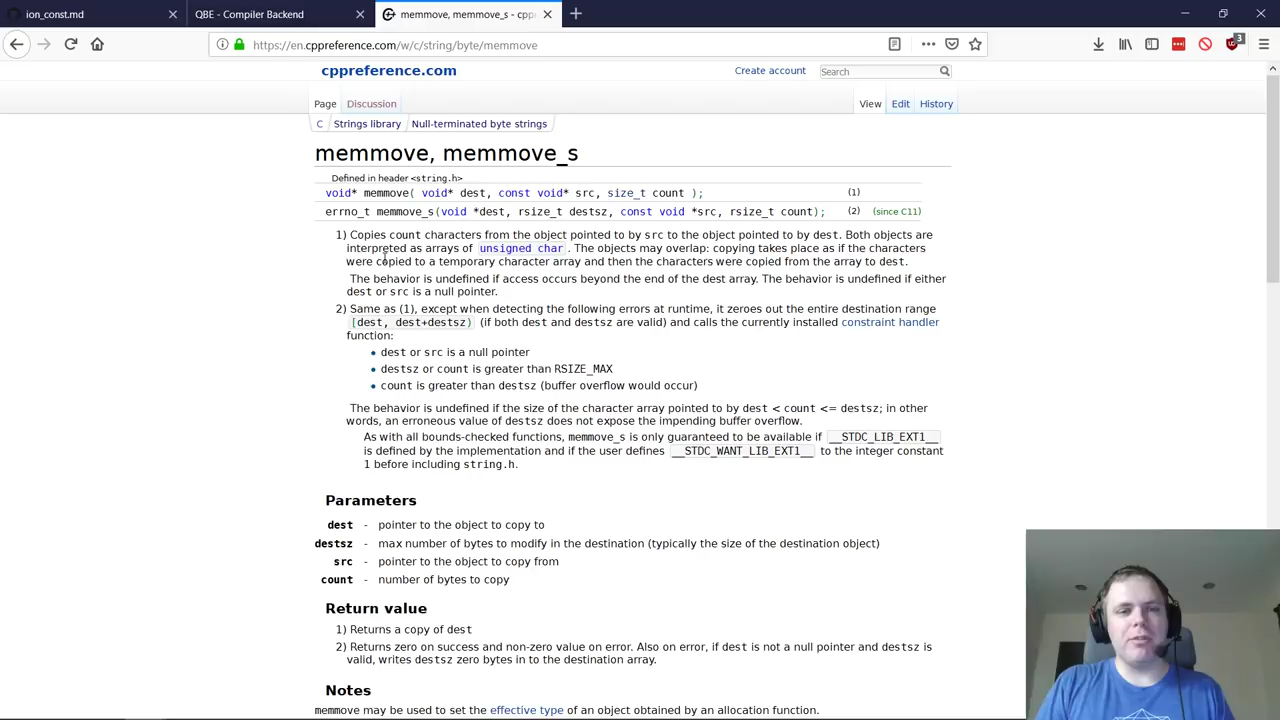 ion_const.md
QBE - Compiler Backend
memmove, memmove_s - cpp
https://en.cppreference.com/w/c/string/byte/memmove
3
cppreference.com
Create account
Search
Page
Discussion
View
Edit
History
C
Strings library
Null-terminated byte strings
memmove, memmove_s
Defined in header <string.h>
void* memmove( void* dest, const void* src, size_t count ); (1)
errno_t memmove_s(void *dest, rsize_t destsz, const void *src, rsize_t count); (2) (since C11)
1) Copies count characters from the object pointed to by src to the object pointed to by dest. Both objects are
interpreted as arrays of unsigned char. The objects may overlap: copying takes place as if the characters
were copied to a temporary character array and then the characters were copied from the array to dest.
The behavior is undefined if access occurs beyond the end of the dest array. The behavior is undefined if either
dest or src is a null pointer.
2) Same as (1), except when detecting the following errors at runtime, it zeroes out the entire destination range
[dest, dest+destsz) (if both dest and destsz are valid) and calls the currently installed constraint handler
function:
• dest or src is a null pointer
• destsz or count is greater than RSIZE_MAX
• count is greater than destsz (buffer overflow would occur)
The behavior is undefined if the size of the character array pointed to by dest < count <= destsz; in other
words, an erroneous value of destsz does not expose the impending buffer overflow.
As with all bounds-checked functions, memmove_s is only guaranteed to be available if __STDC_LIB_EXT1__
is defined by the implementation and if the user defines __STDC_WANT_LIB_EXT1__ to the integer constant
1 before including string.h.
Parameters
dest - pointer to the object to copy to
destsz - max number of bytes to modify in the destination (typically the size of the destination object)
src - pointer to the object to copy from
count - number of bytes to copy
Return value
1) Returns a copy of dest
2) Returns zero on success and non-zero value on error. Also on error, if dest is not a null pointer and destsz is
valid, writes destsz zero bytes in to the destination array.
Notes
memmove may be used to set the effective type of an object obtained by an allocation function.